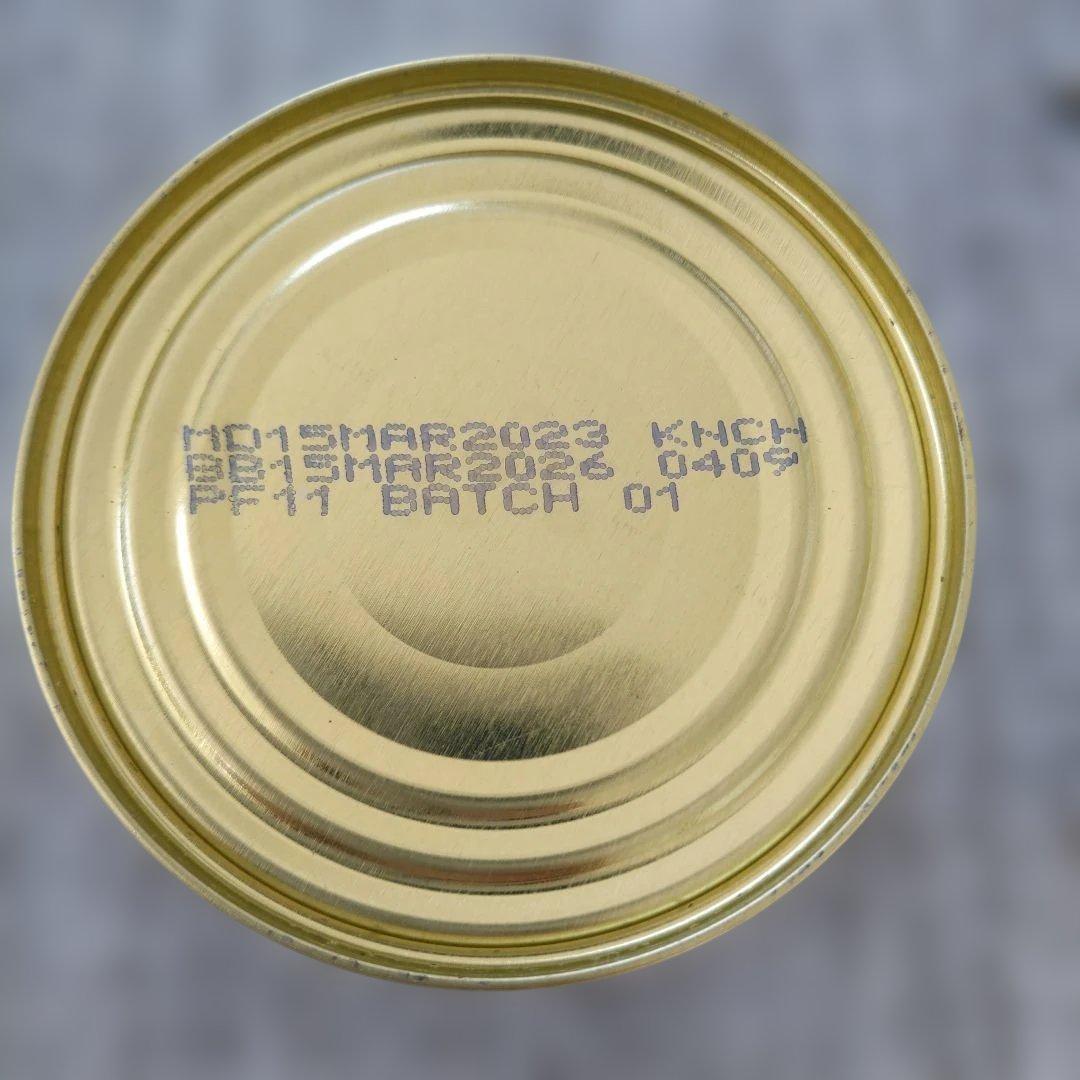 MD15MAR2023 KNCH
BB15MAR2026 0409
PF11 BATCH 01